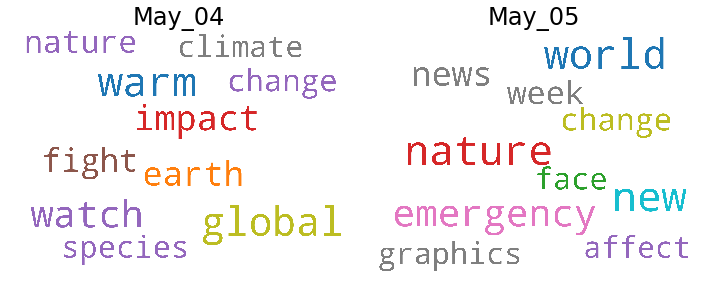 May_04
nature
climate
warm
change
impact
fight
earth
watch
global
species
May_05
world
news
week
change
nature
face
new
emergency
graphics
affect